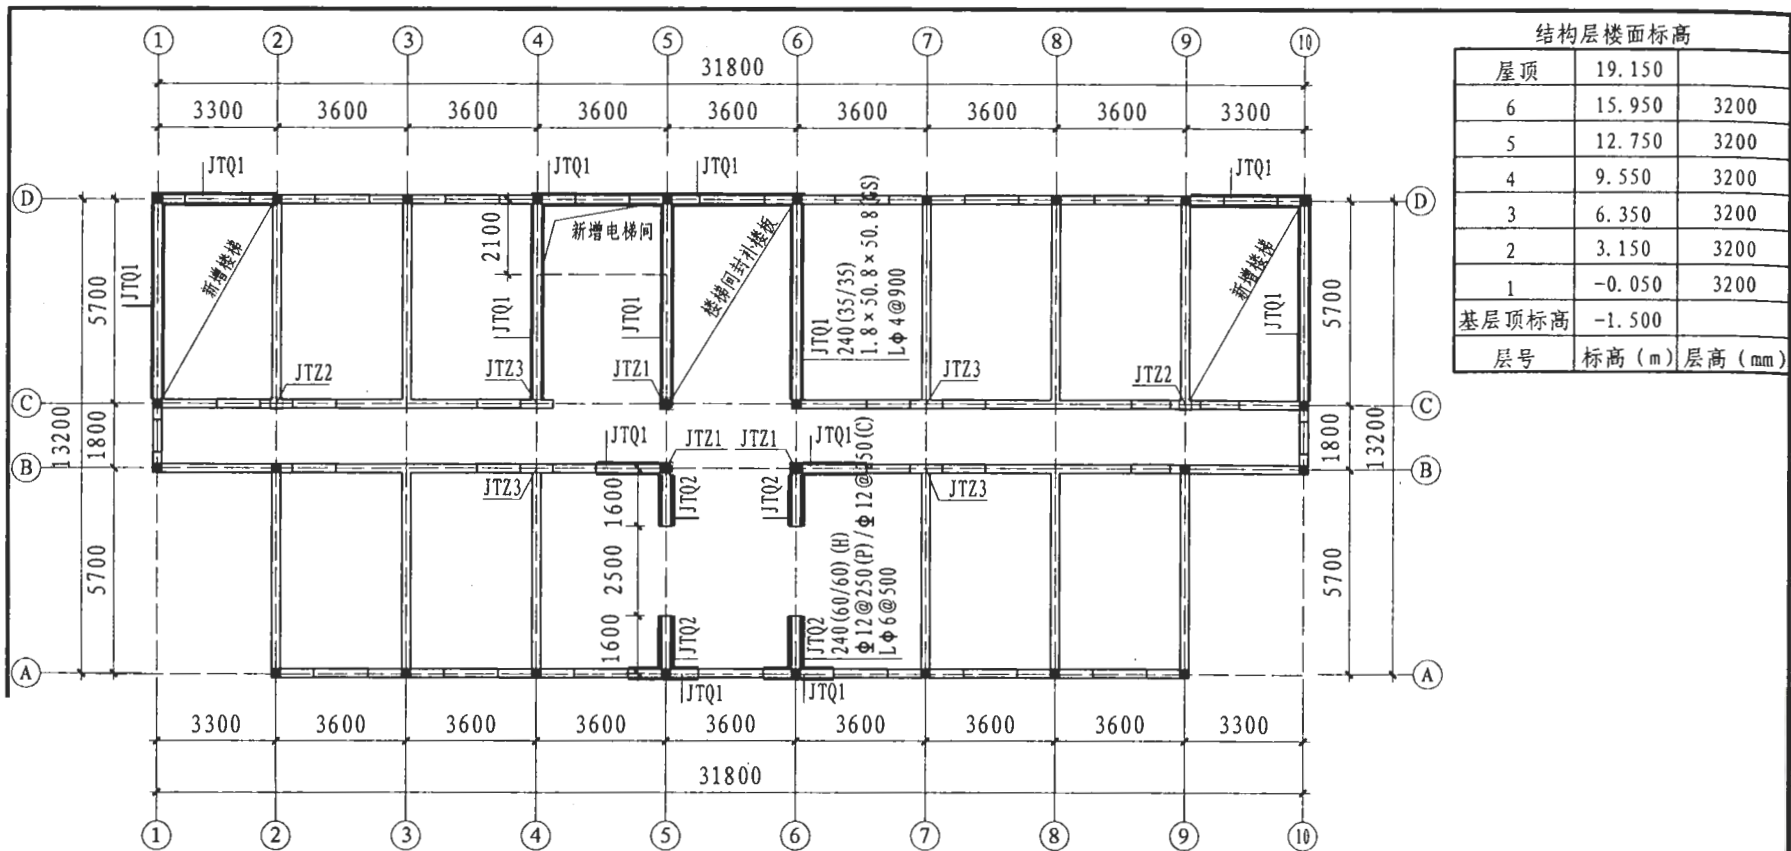 ① ② ③ ④ ⑤ ⑥ ⑦ ⑧ ⑨ ⑩
31800
3300 3600 3600 3600 3600 3600 3600 3600 3300
JTQ1 JTQ1 JTQ1 JTQ1
D D
新增楼梯
JTQ1
5700
2100
新增电梯间
JTQ1
JTQ1
楼梯间封补楼板
JTQ1
240(35/35)
1.8×50.8×50.8(GS)
Lϕ4@900
新增楼梯
JTQ1
5700
JTZ2 JTZ3 JTZ1 JTZ3 JTZ2
C C
13200
1800
JTQ1 JTZ1 JTZ1 JTQ1
1800
13200
B B
JTZ3 JTZ3
1600
JTQ2
JTQ2
5700
2500
1600
JTQ2
JTQ2
240(60/60)(H)
Φ12@250(P)/Φ12@250(C)
Lϕ6@500
5700
A A
JTQ1 JTQ1
3300 3600 3600 3600 3600 3600 3600 3600 3300
31800
① ② ③ ④ ⑤ ⑥ ⑦ ⑧ ⑨ ⑩
结构层楼面标高
屋顶 19.150
6 15.950 3200
5 12.750 3200
4 9.550 3200
3 6.350 3200
2 3.150 3200
1 -0.050 3200
基层顶标高 -1.500
层号 标高(m) 层高(mm)